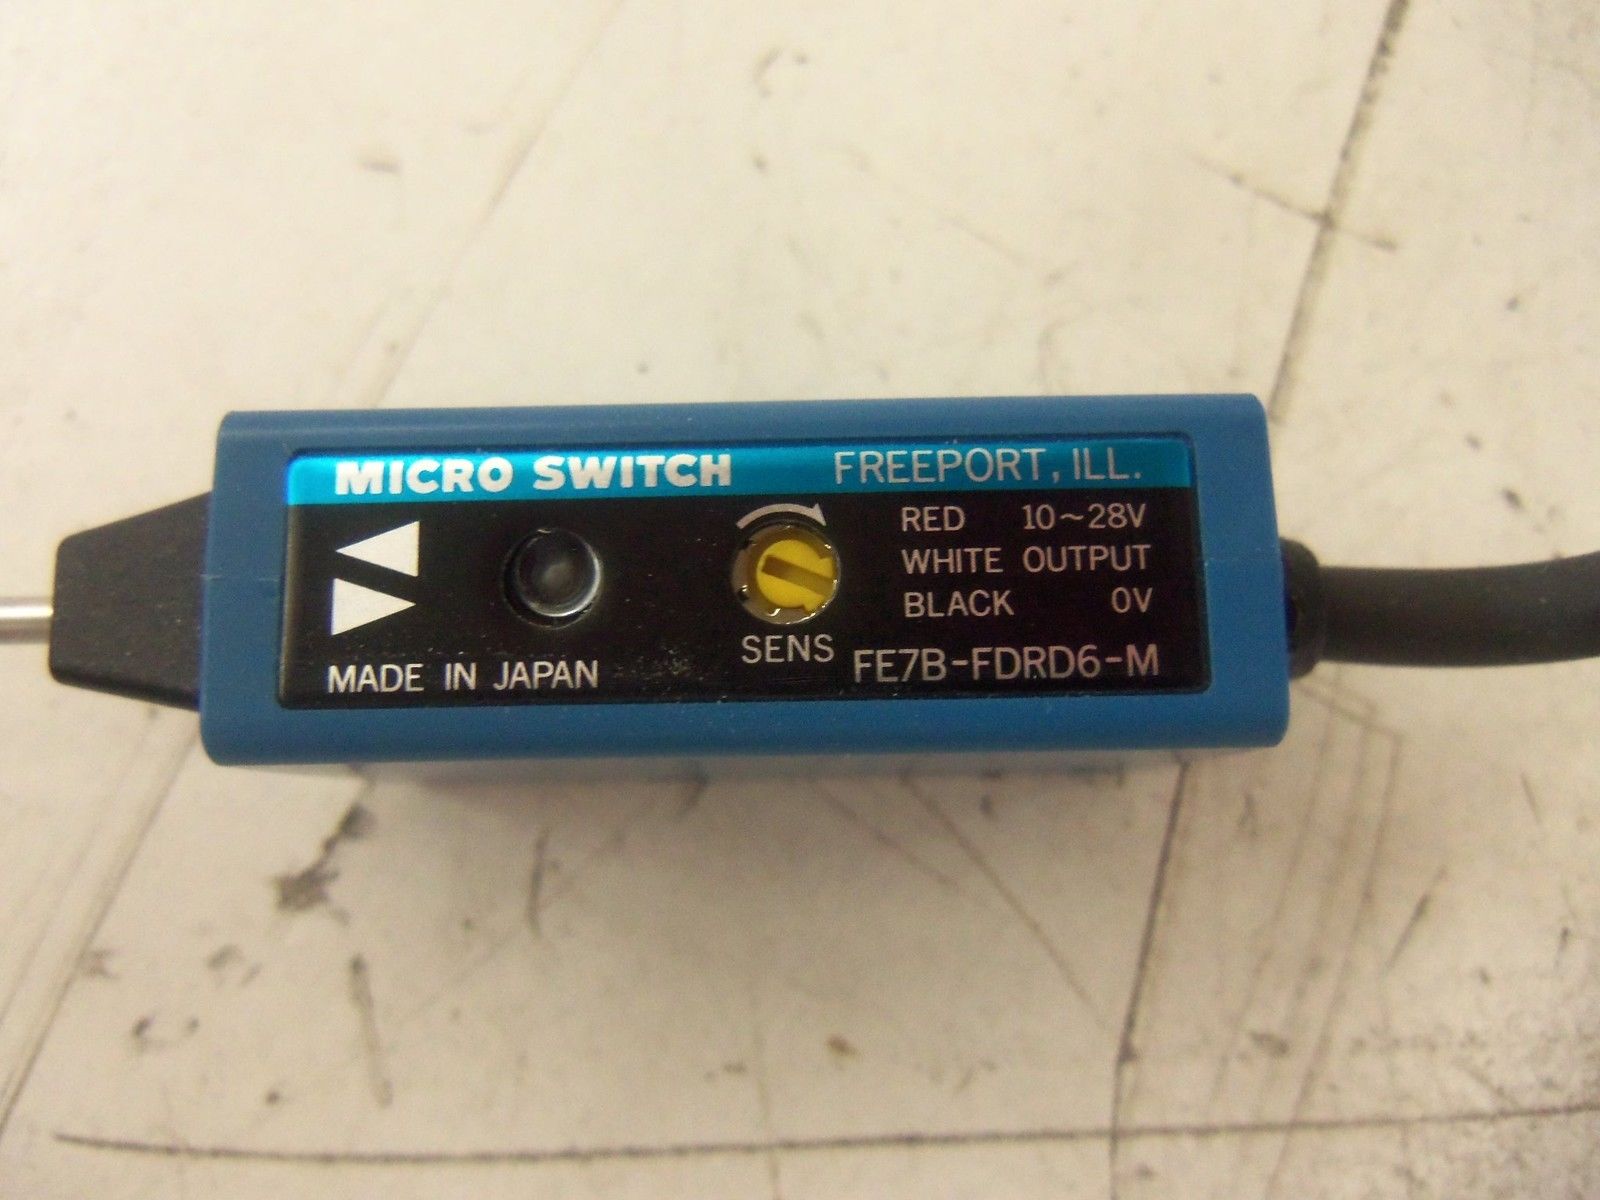 MICRO SWITCH FREEPORT, ILL.
RED 10~28V
WHITE OUTPUT
BLACK 0V
SENS
MADE IN JAPAN
FE7B-FDRD6-M